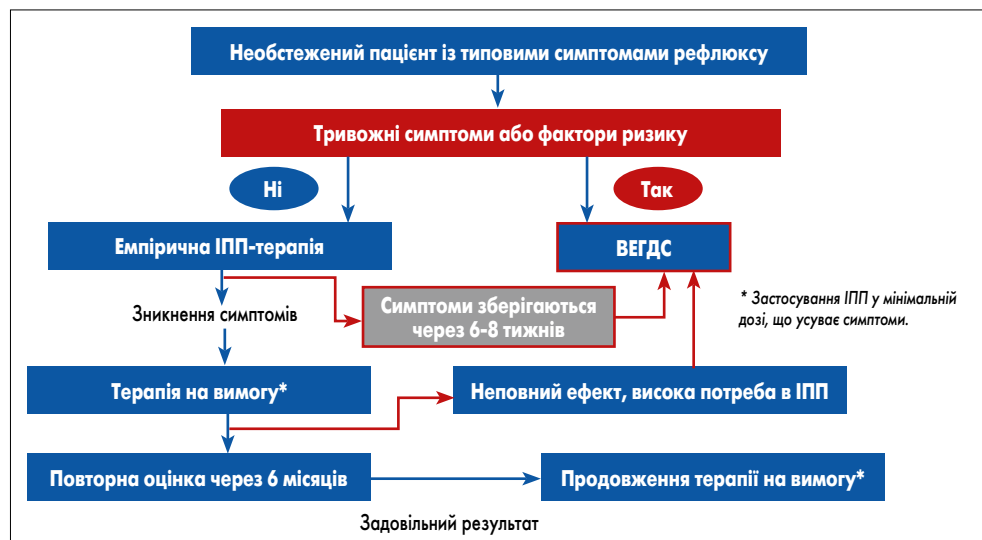 Необстежений пацієнт із типовими симптомами рефлюксу
Тривожні симптоми або фактори ризику
Ні
Так
Емпірична ІПП-терапія
ВЕГДС
Симптоми зберігаються
через 6-8 тижнів
* Застосування ІПП у мінімальній
дозі, що усуває симптоми.
Зникнення симптомів
Терапія на вимогу*
Неповний ефект, висока потреба в ІПП
Повторна оцінка через 6 місяців
Продовження терапії на вимогу*
Задовільний результат